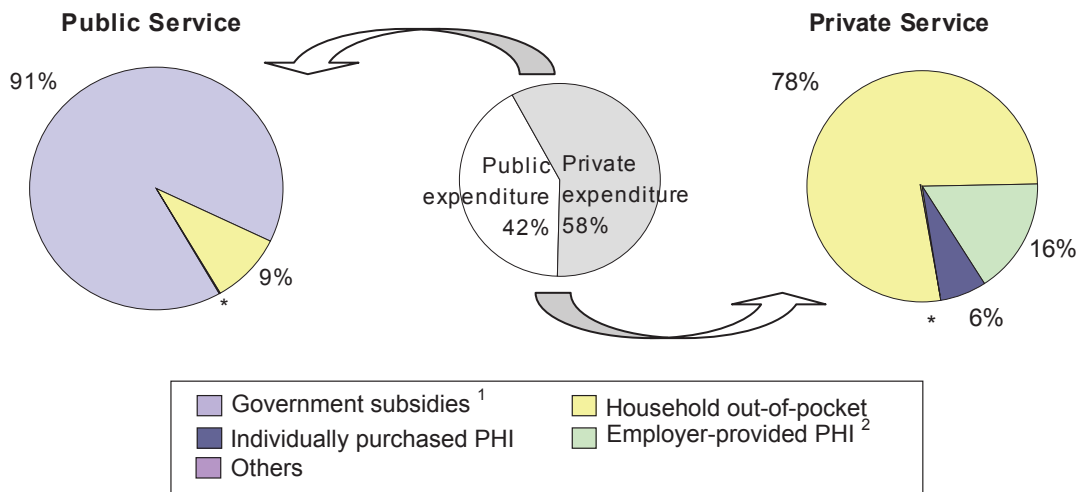 Public Service
Private Service
91%
78%
Public
expenditure
42%
Private
expenditure
58%
9%
*
16%
*
6%
Government subsidies 1
Household out-of-pocket
Individually purchased PHI
Employer-provided PHI 2
Others